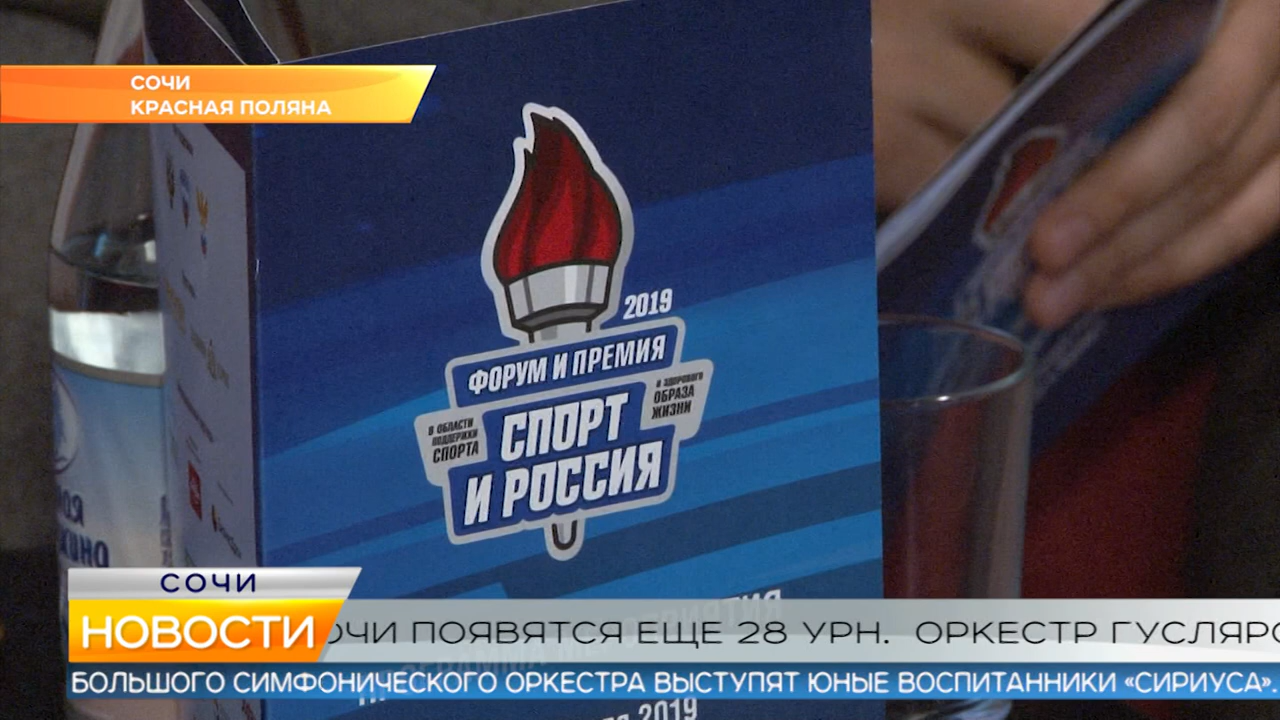 СОЧИ
КРАСНАЯ ПОЛЯНА
2019
ФОРУМ И ПРЕМИЯ
В ОБЛАСТИ
ПОДДЕРЖКИ
СПОРТА
СПОРТ
И РОССИЯ
И ЗДОРОВОГО
ОБРАЗА
ЖИЗНИ
СОЧИ
НОВОСТИ
ОЧИ ПОЯВЯТСЯ ЕЩЕ 28 УРН. ОРКЕСТР ГУСЛЯРО
БОЛЬШОГО СИМФОНИЧЕСКОГО ОРКЕСТРА ВЫСТУПЯТ ЮНЫЕ ВОСПИТАННИКИ «СИРИУСА».
2019